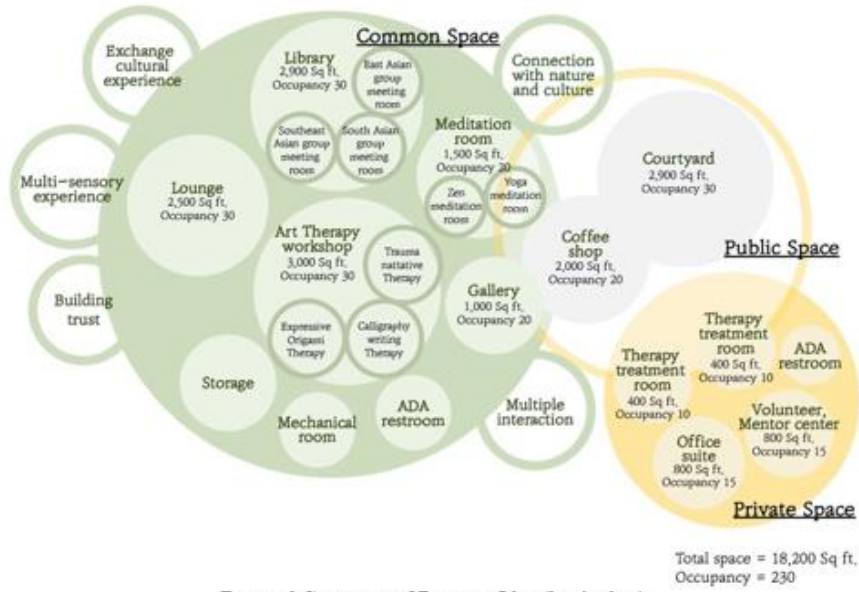 Common Space
Exchange
cultural
experience
Library
2,900 Sq ft,
Occupancy 30
East Asian
group
meeting
room
Southeast
Asian group
meeting
room
South Asian
group
meeting
room
Connection
with nature
and culture
Meditation
room
1,500 Sq ft,
Occupancy 20
Zen
meditation
room
Yoga
meditation
room
Multi-sensory
experience
Lounge
2,500 Sq ft,
Occupancy 30
Courtyard
2,900 Sq ft,
Occupancy 30
Public Space
Coffee
shop
2,000 Sq ft,
Occupancy 20
Art Therapy
workshop
3,000 Sq ft,
Occupancy 30
Trauma
nattative
Therapy
Expressive
Origami
Therapy
Calligraphy
writing
Therapy
Gallery
1,000 Sq ft,
Occupancy 20
Building
trust
Storage
Mechanical
room
ADA
restroom
Multiple
interaction
Therapy
treatment
room
400 Sq ft,
Occupancy 10
Therapy
treatment
room
400 Sq ft,
Occupancy 10
ADA
restroom
Volunteer,
Mentor center
800 Sq ft,
Occupancy 15
Office
suite
800 Sq ft,
Occupancy 15
Private Space
Total space = 18,200 Sq ft,
Occupancy = 230